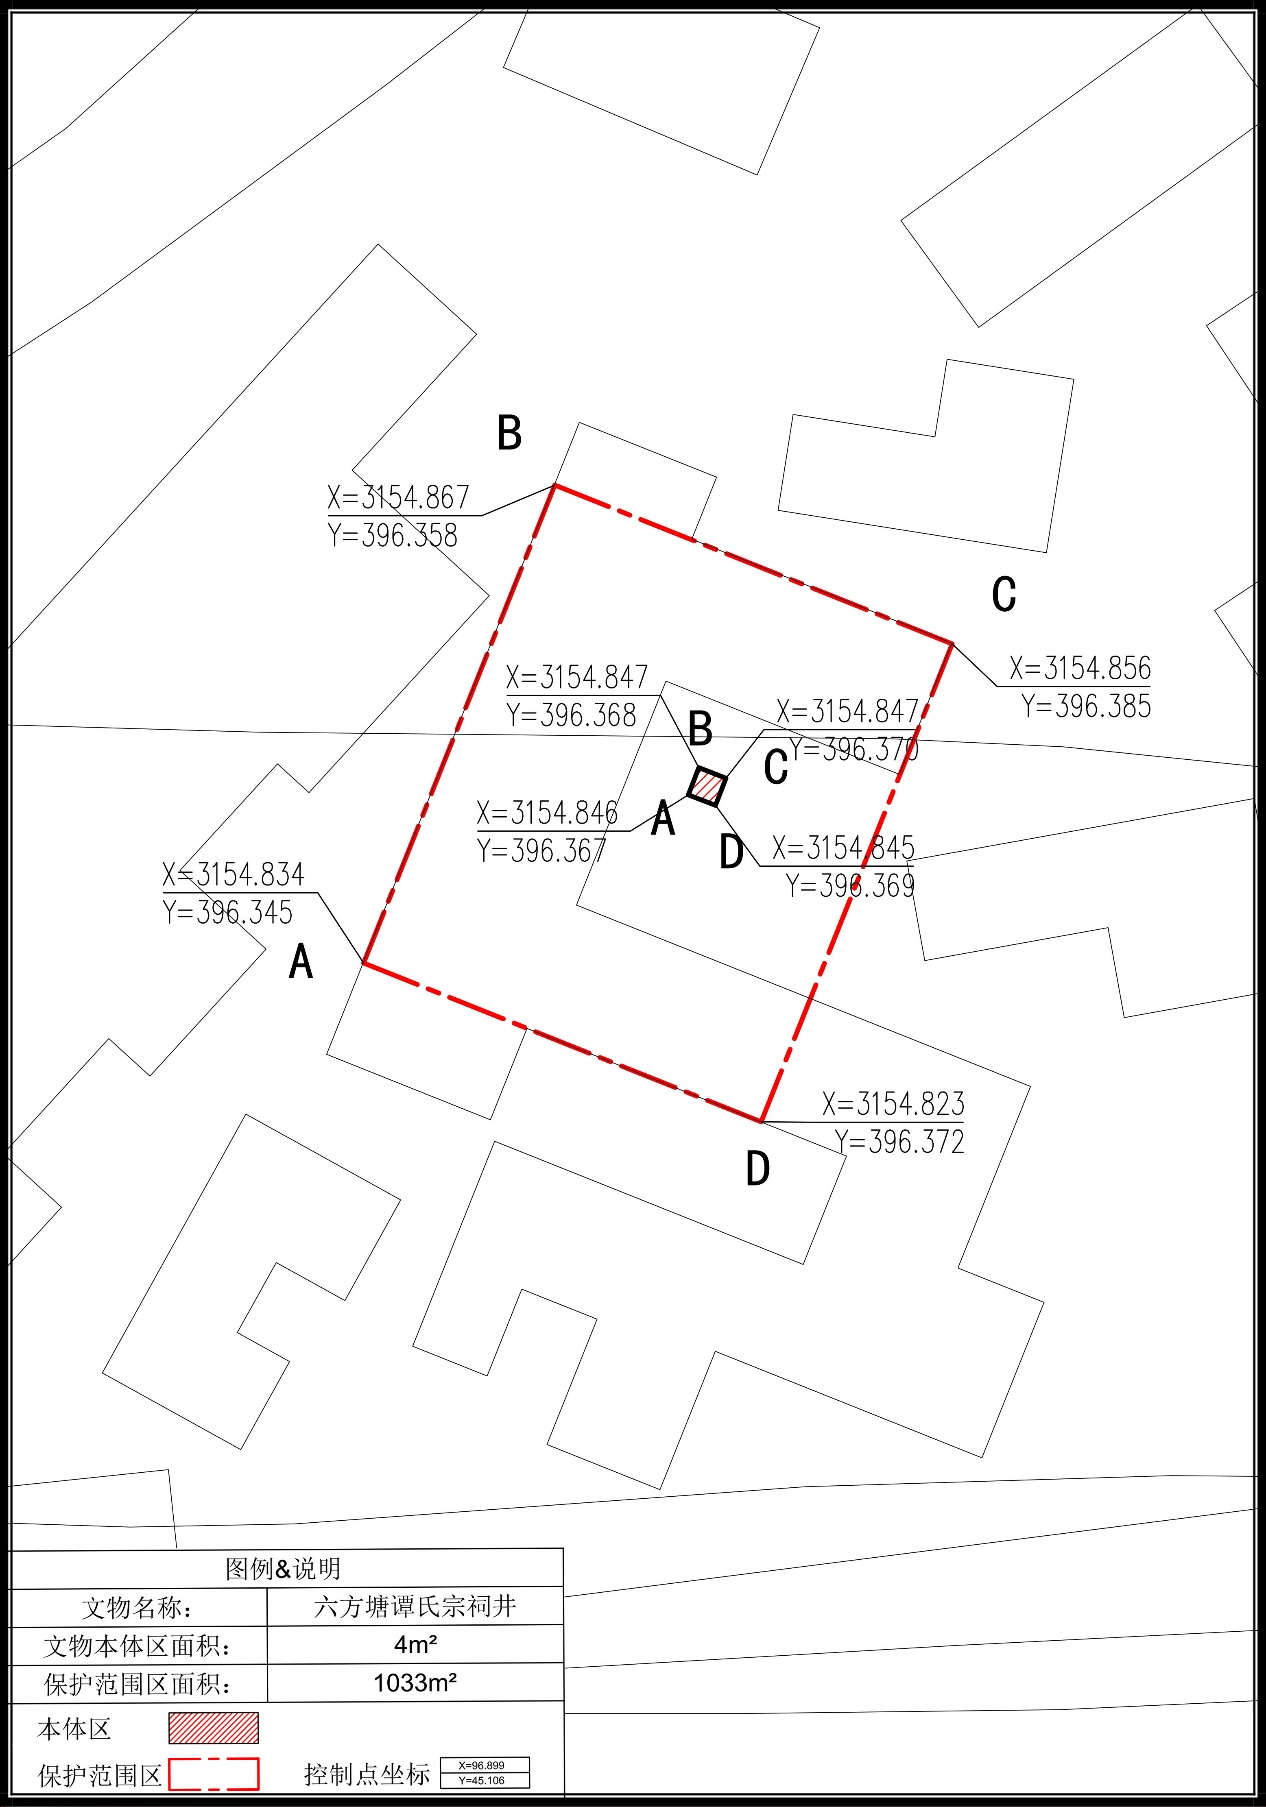 B
X=3154.867
Y=396.358
C
X=3154.856
Y=396.385
X=3154.847
Y=396.368
B
X=3154.847
Y=396.370
C
X=3154.846
Y=396.367
A
D
X=3154.845
Y=396.369
X=3154.834
Y=396.345
A
X=3154.823
Y=396.372
D
图例&说明
文物名称： 六方塘谭氏宗祠井
文物本体区面积： 4m²
保护范围区面积： 1033m²
本体区
保护范围区 控制点坐标
X=96.899
Y=45.106